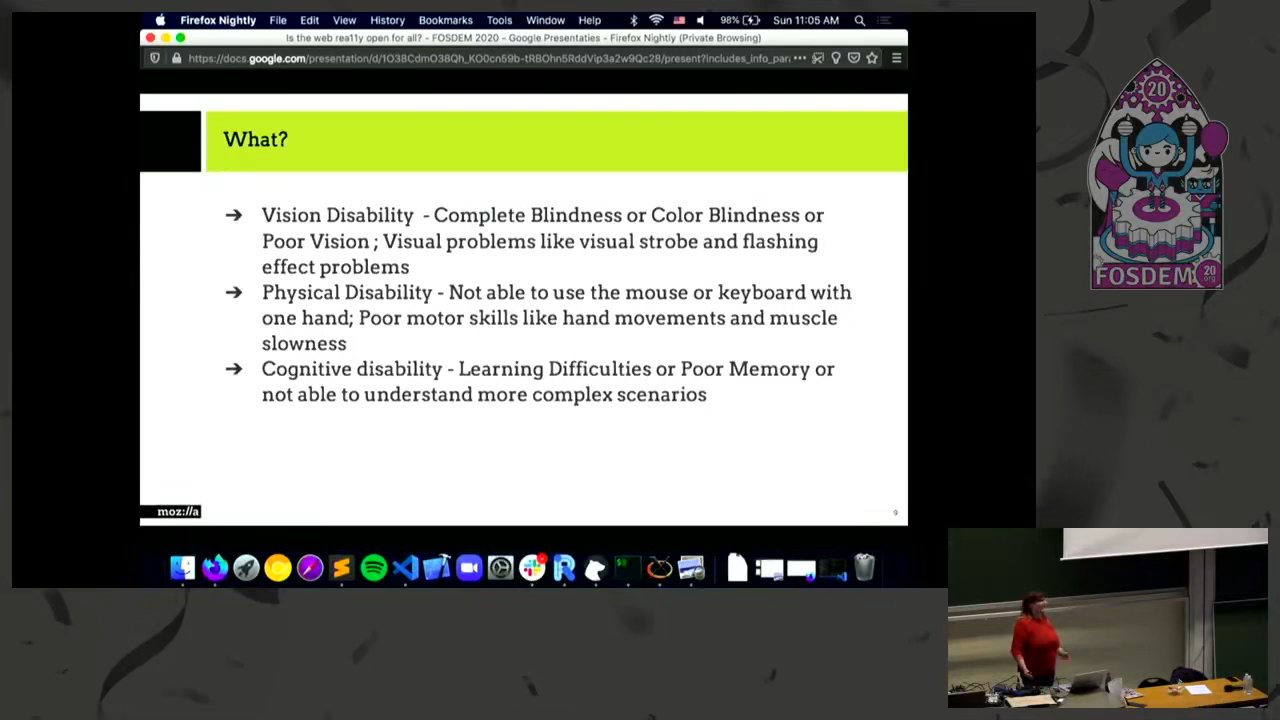 Firefox Nightly File Edit View History Bookmarks Tools Window Help 98% Sun 11:05 AM
Is the web rea11y open for all? - FOSDEM 2020 - Google Presentaties - Firefox Nightly (Private Browsing)
What?
➔ Vision Disability - Complete Blindness or Color Blindness or
Poor Vision ; Visual problems like visual strobe and flashing
effect problems
➔ Physical Disability - Not able to use the mouse or keyboard with
one hand; Poor motor skills like hand movements and muscle
slowness
➔ Cognitive disability - Learning Difficulties or Poor Memory or
not able to understand more complex scenarios
moz://a
9
20
FOSDEM 20
.org